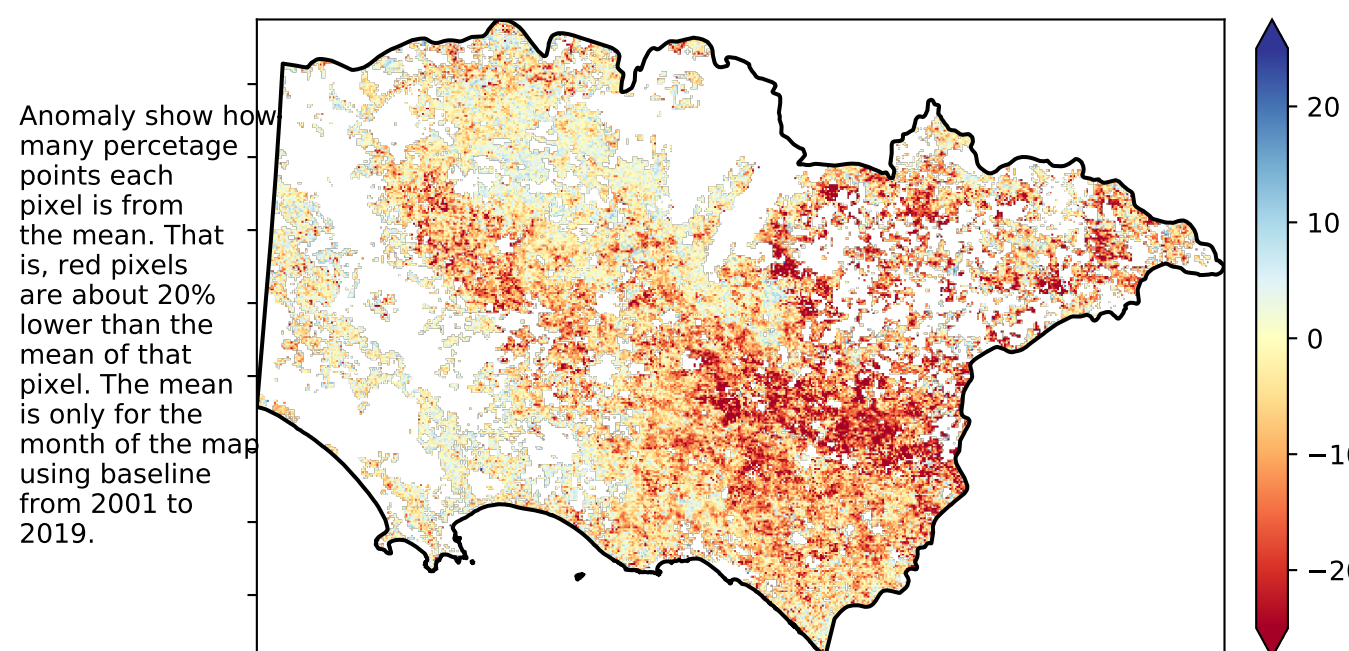 Anomaly show how
many percetage
points each
pixel is from
the mean. That
is, red pixels
are about 20%
lower than the
mean of that
pixel. The mean
is only for the
month of the map
using baseline
from 2001 to
2019.
20
10
0
−10
−20